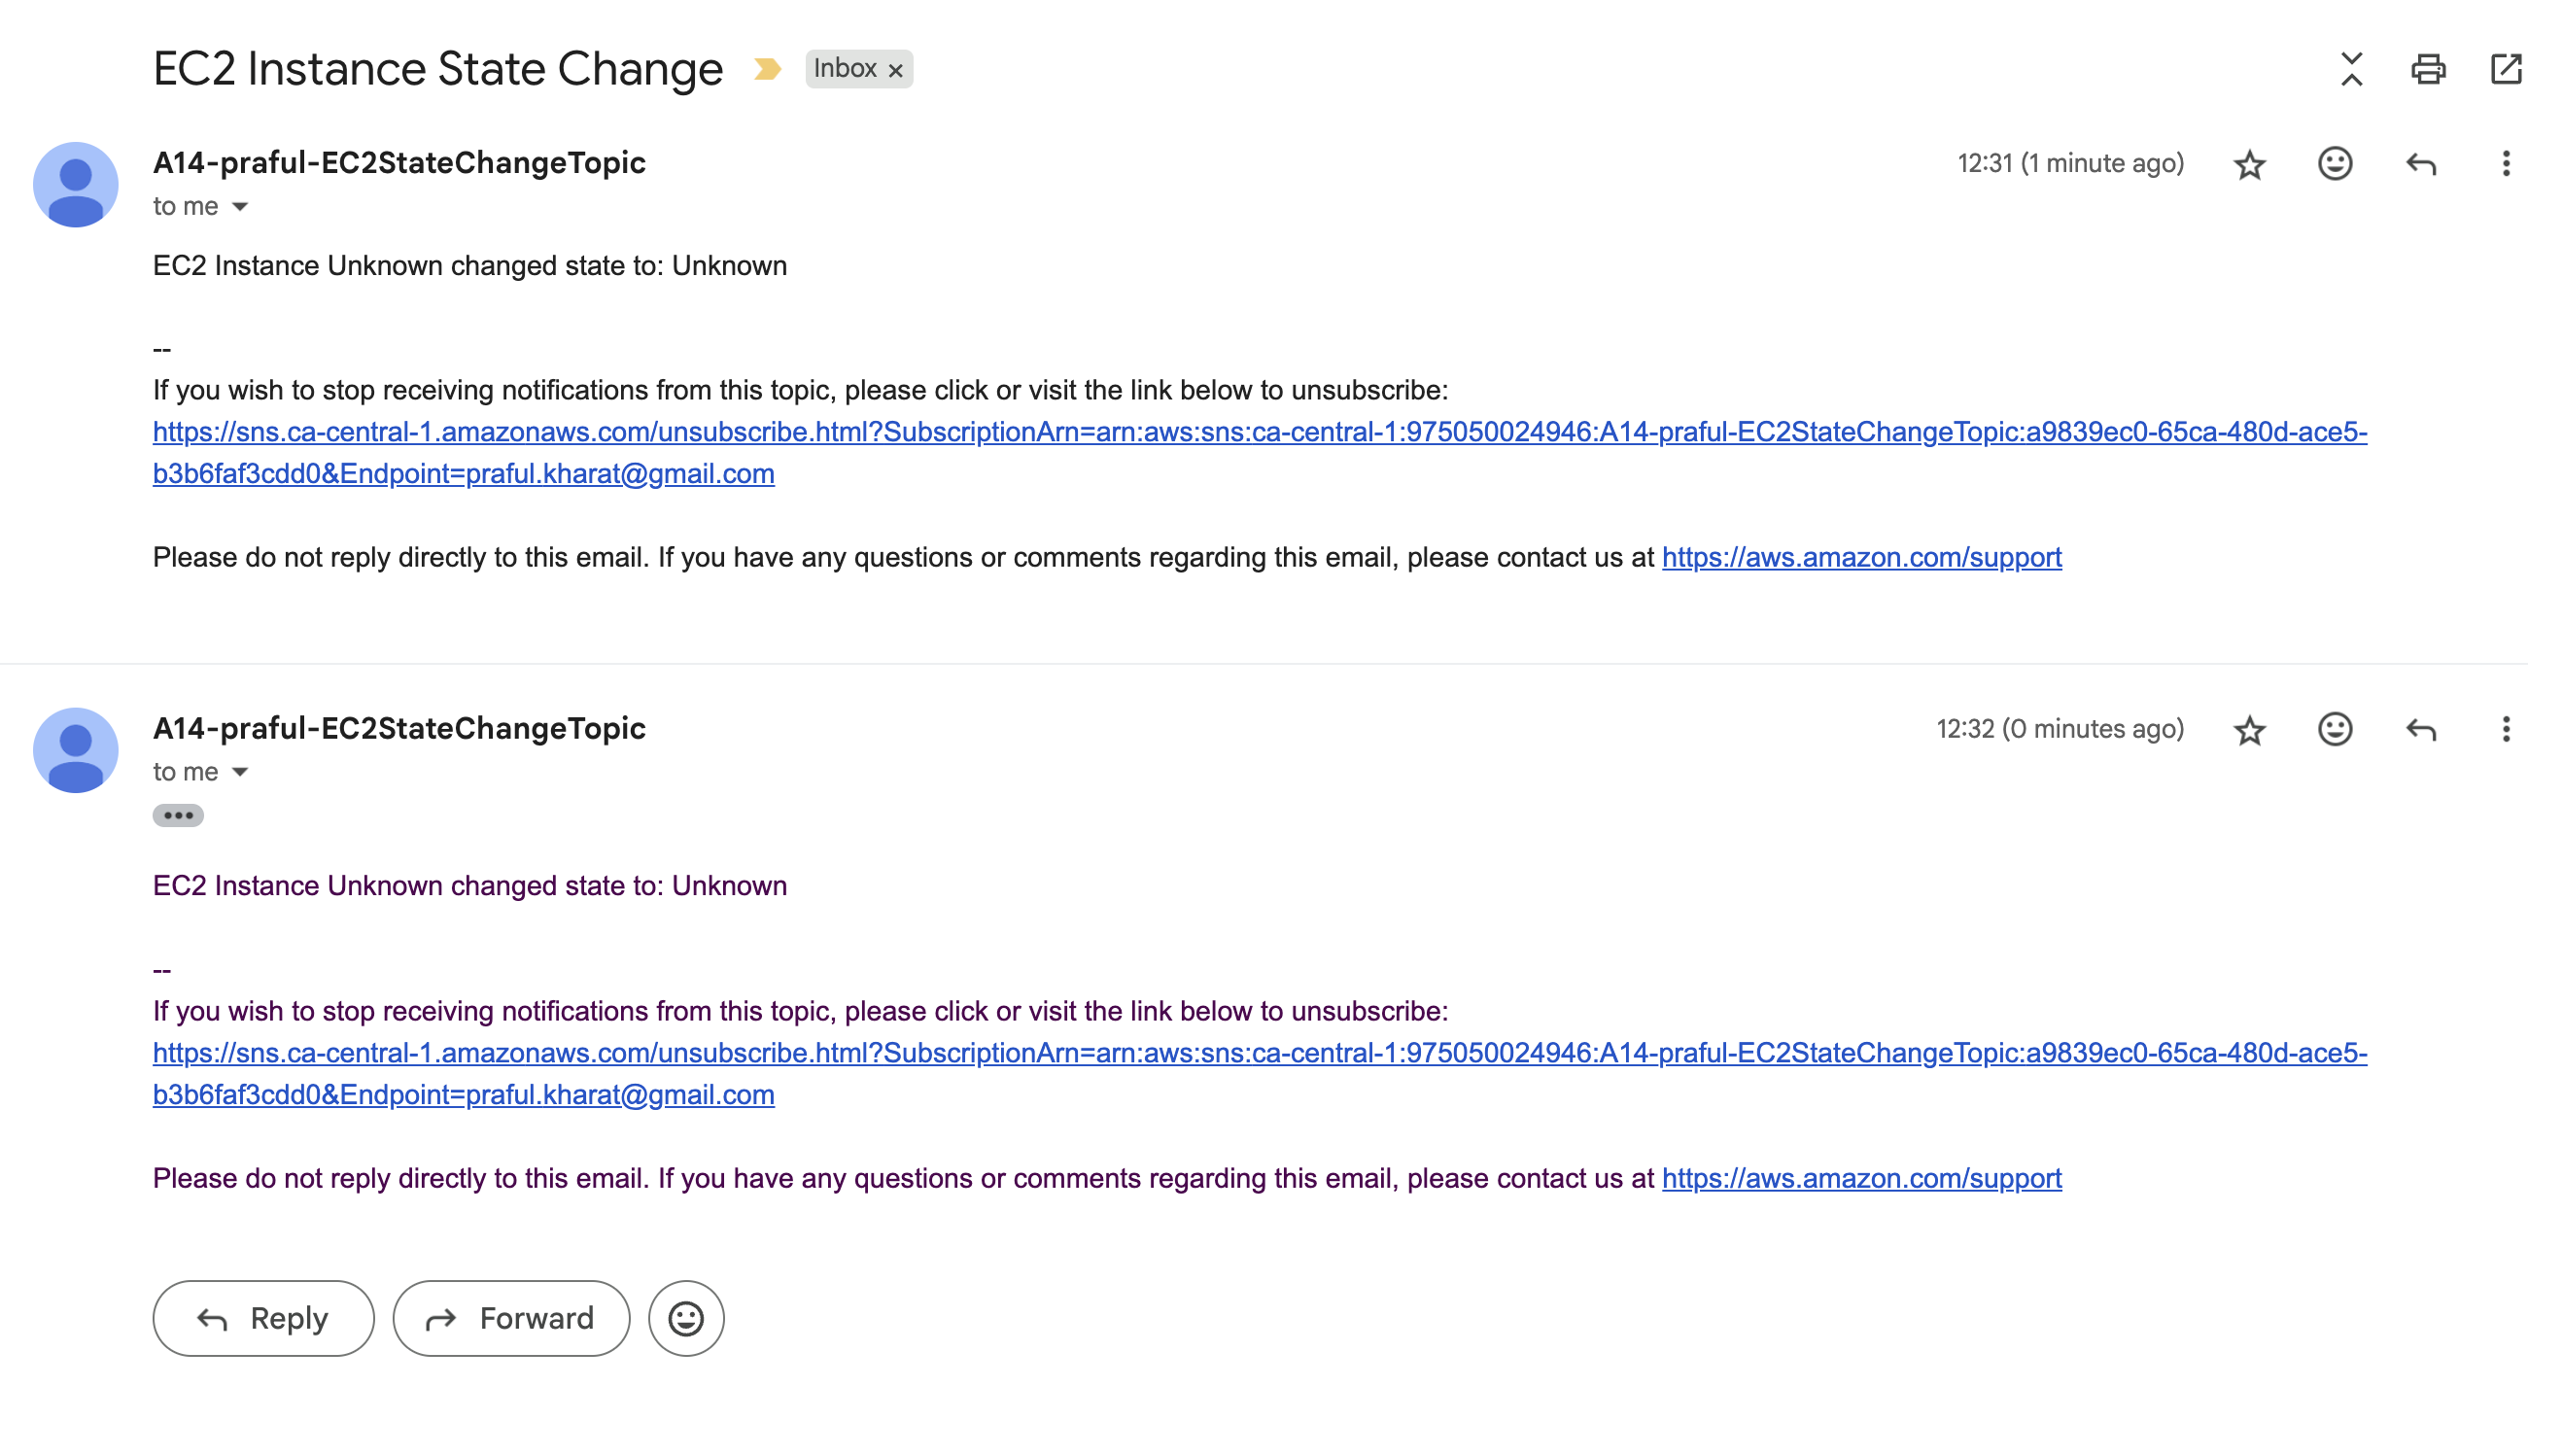 EC2 Instance State Change
Inbox ×
A14-praful-EC2StateChangeTopic
12:31 (1 minute ago)
to me
EC2 Instance Unknown changed state to: Unknown
--
If you wish to stop receiving notifications from this topic, please click or visit the link below to unsubscribe:
https://sns.ca-central-1.amazonaws.com/unsubscribe.html?SubscriptionArn=arn:aws:sns:ca-central-1:975050024946:A14-praful-EC2StateChangeTopic:a9839ec0-65ca-480d-ace5-
b3b6faf3cdd0&Endpoint=praful.kharat@gmail.com
Please do not reply directly to this email. If you have any questions or comments regarding this email, please contact us at https://aws.amazon.com/support
A14-praful-EC2StateChangeTopic
12:32 (0 minutes ago)
to me
EC2 Instance Unknown changed state to: Unknown
--
If you wish to stop receiving notifications from this topic, please click or visit the link below to unsubscribe:
https://sns.ca-central-1.amazonaws.com/unsubscribe.html?SubscriptionArn=arn:aws:sns:ca-central-1:975050024946:A14-praful-EC2StateChangeTopic:a9839ec0-65ca-480d-ace5-
b3b6faf3cdd0&Endpoint=praful.kharat@gmail.com
Please do not reply directly to this email. If you have any questions or comments regarding this email, please contact us at https://aws.amazon.com/support
Reply
Forward